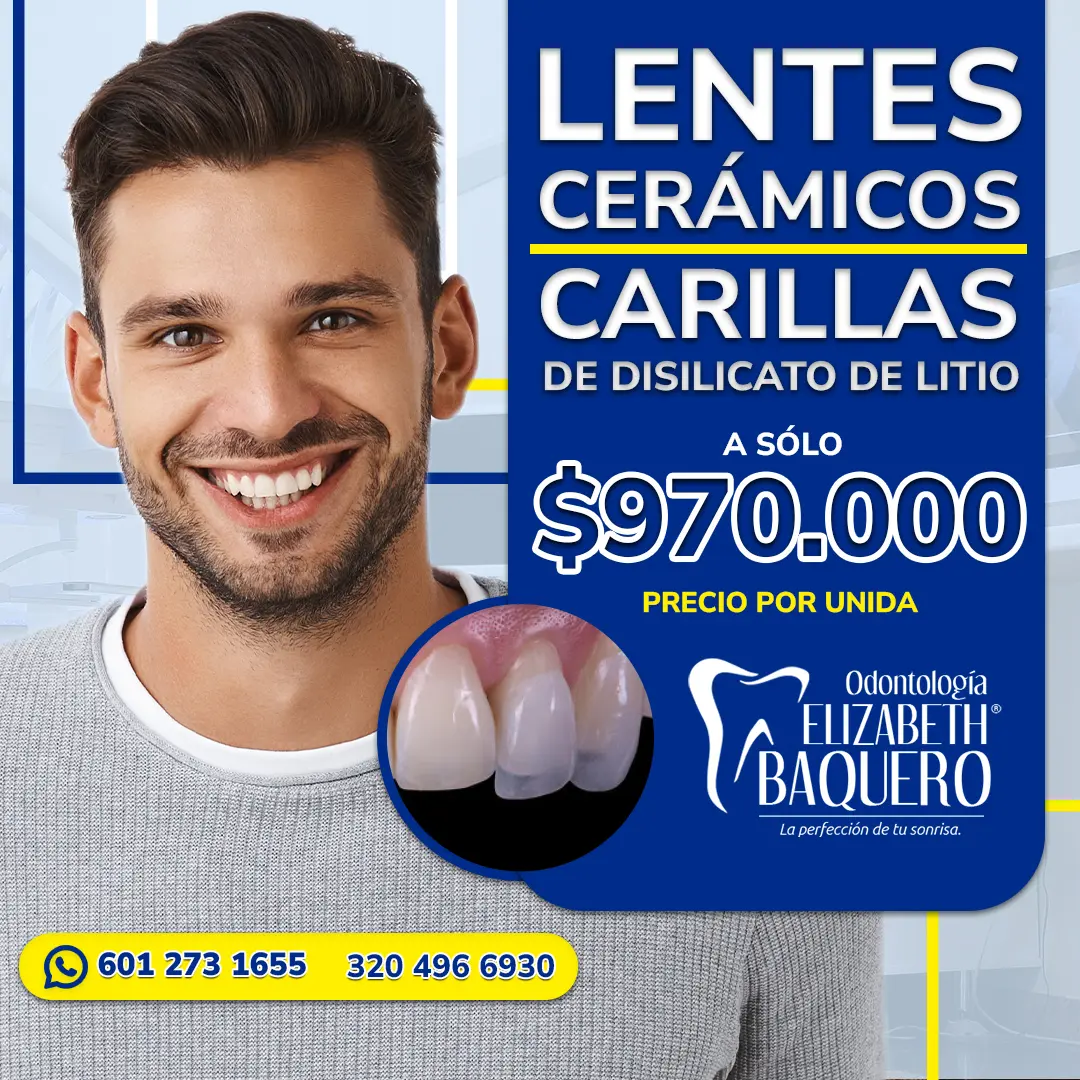 LENTES
CERÁMICOS
CARILLAS
DE DISILICATO DE LITIO
A SÓLO
$970.000
PRECIO POR UNIDA
Odontología
ELIZABETH®
BAQUERO
La perfección de tu sonrisa.
601 273 1655 320 496 6930